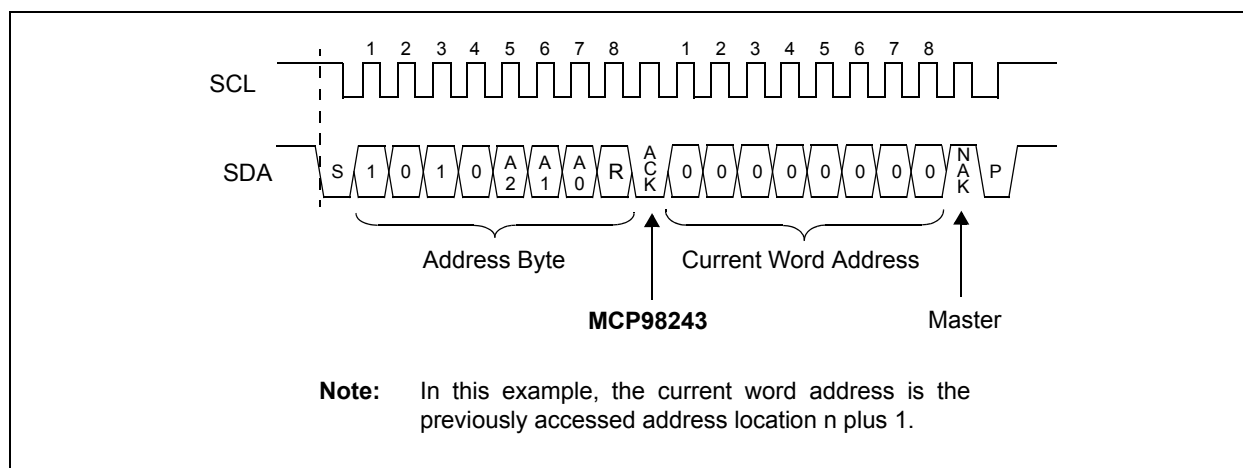 1 2 3 4 5 6 7 8 1 2 3 4 5 6 7 8
SCL
SDA S 1 0 1 0 A2 A1 A0 R ACK 0 0 0 0 0 0 0 0 NAK P
Address Byte Current Word Address
MCP98243 Master
Note: In this example, the current word address is the
previously accessed address location n plus 1.